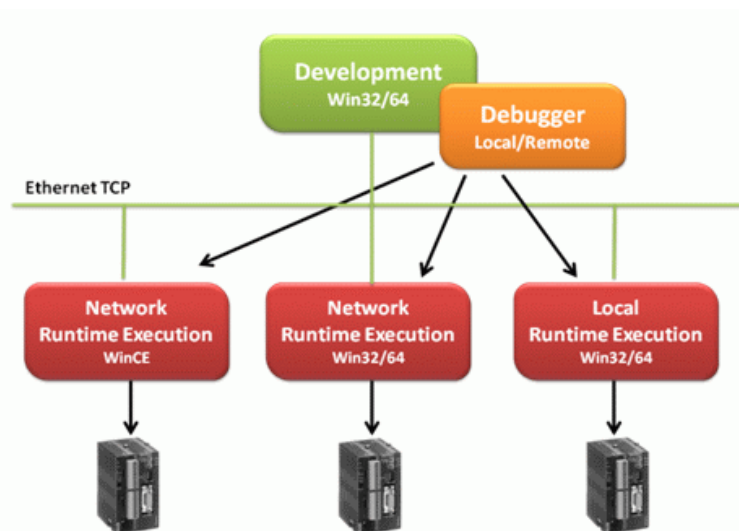 Development
Win32/64
Debugger
Local/Remote
Ethernet TCP
Network
Runtime Execution
WinCE
Network
Runtime Execution
Win32/64
Local
Runtime Execution
Win32/64